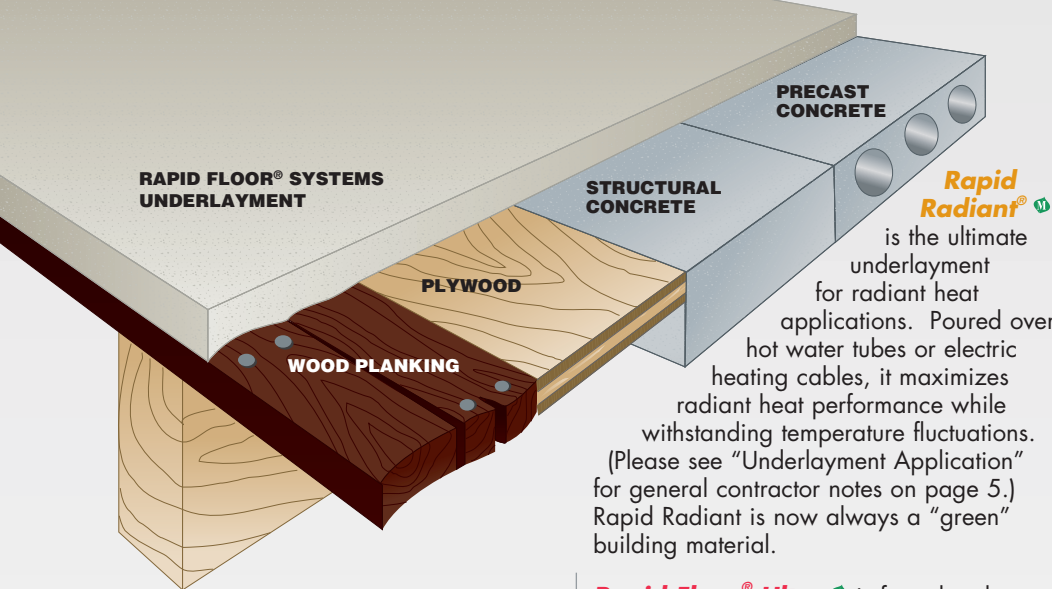 PRECAST
CONCRETE
RAPID FLOOR® SYSTEMS
UNDERLAYMENT
STRUCTURAL
CONCRETE
PLYWOOD
WOOD PLANKING
Rapid
Radiant®
is the ultimate
underlayment
for radiant heat
applications. Poured over
hot water tubes or electric
heating cables, it maximizes
radiant heat performance while
withstanding temperature fluctuations.
(Please see “Underlayment Application”
for general contractor notes on page 5.)
Rapid Radiant is now always a “green”
building material.